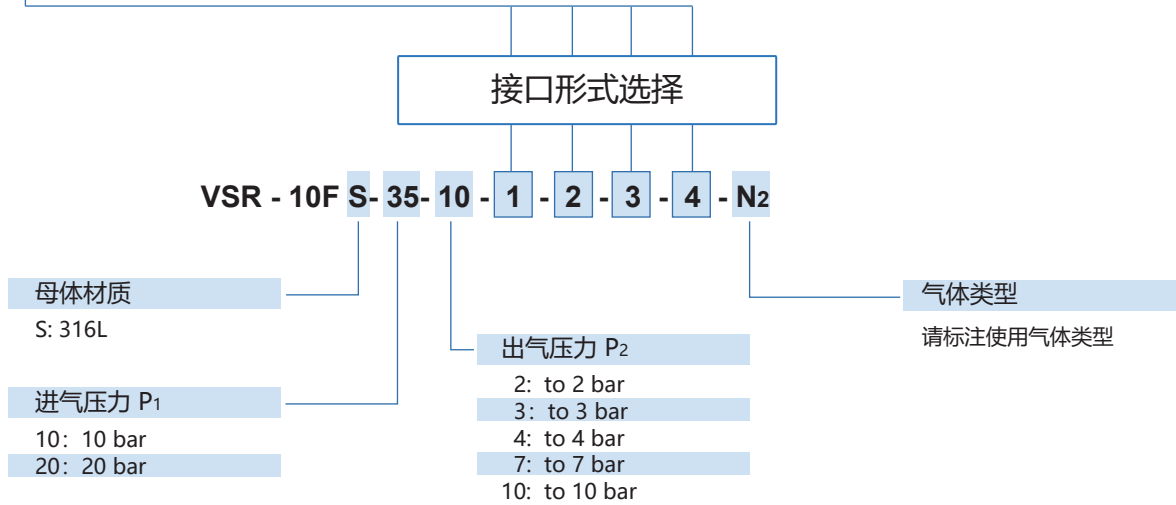 接口形式选择
VSR - 10F S- 35- 10 - 1 - 2 - 3 - 4 - N2
母体材质
S: 316L
进气压力 P1
10：10 bar
20：20 bar
出气压力 P2
2: to 2 bar
3：to 3 bar
4: to 4 bar
7: to 7 bar
10: to 10 bar
气体类型
请标注使用气体类型